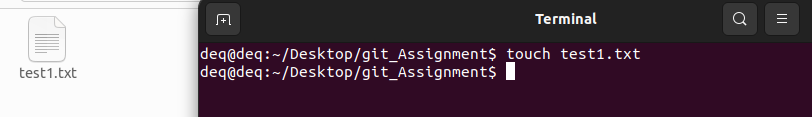 test1.txt
Terminal
deq@deq:~/Desktop/git_Assignment$ touch test1.txt
deq@deq:~/Desktop/git_Assignment$